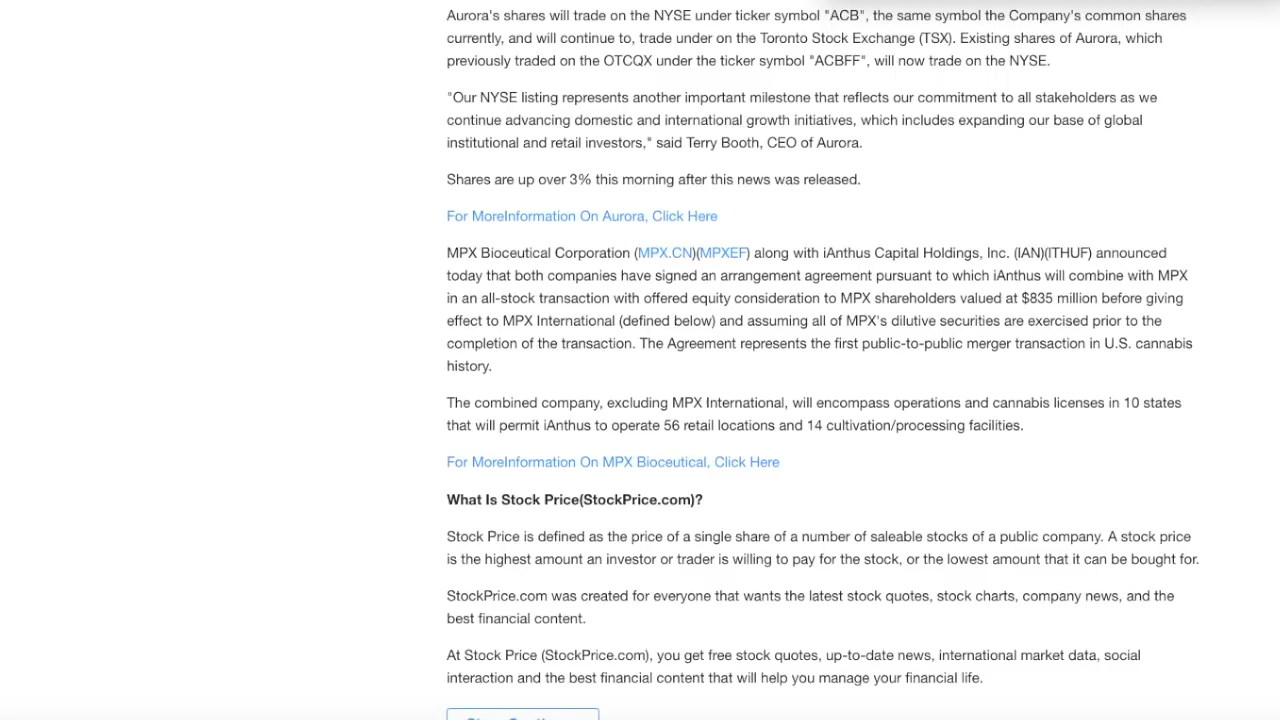 Aurora's shares will trade on the NYSE under ticker symbol "ACB", the same symbol the Company's common shares
currently, and will continue to, trade under on the Toronto Stock Exchange (TSX). Existing shares of Aurora, which
previously traded on the OTCQX under the ticker symbol "ACBFF", will now trade on the NYSE.
"Our NYSE listing represents another important milestone that reflects our commitment to all stakeholders as we
continue advancing domestic and international growth initiatives, which includes expanding our base of global
institutional and retail investors," said Terry Booth, CEO of Aurora.
Shares are up over 3% this morning after this news was released.
For MoreInformation On Aurora, Click Here
MPX Bioceutical Corporation (MPX.CN)(MPXEF) along with iAnthus Capital Holdings, Inc. (IAN)(ITHUF) announced
today that both companies have signed an arrangement agreement pursuant to which iAnthus will combine with MPX
in an all-stock transaction with offered equity consideration to MPX shareholders valued at $835 million before giving
effect to MPX International (defined below) and assuming all of MPX's dilutive securities are exercised prior to the
completion of the transaction. The Agreement represents the first public-to-public merger transaction in U.S. cannabis
history.
The combined company, excluding MPX International, will encompass operations and cannabis licenses in 10 states
that will permit iAnthus to operate 56 retail locations and 14 cultivation/processing facilities.
For MoreInformation On MPX Bioceutical, Click Here
What Is Stock Price(StockPrice.com)?
Stock Price is defined as the price of a single share of a number of saleable stocks of a public company. A stock price
is the highest amount an investor or trader is willing to pay for the stock, or the lowest amount that it can be bought for.
StockPrice.com was created for everyone that wants the latest stock quotes, stock charts, company news, and the
best financial content.
At Stock Price (StockPrice.com), you get free stock quotes, up-to-date news, international market data, social
interaction and the best financial content that will help you manage your financial life.